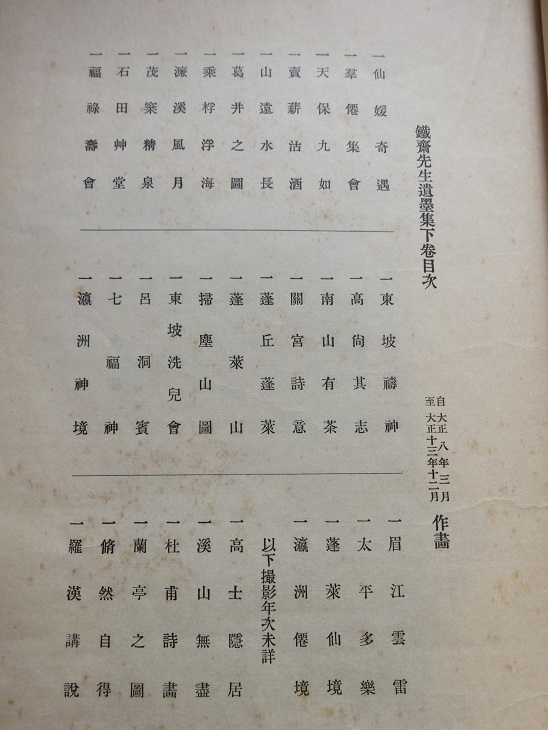 鐵齋先生遺墨集下卷目次
自大正八年三月
至大正十三年十二月
作畫
一仙媛奇遇
一羣僊集會
一天保九如
一賣薪活酒
一山遠水長
一葛井之圖
一乘桴浮海
一濂溪風月
一茂寀精泉
一石田艸堂
一福祿壽會
一東坡禱神
一高尙其志
一南山有茶
一關宮詩意
一蓬丘蓬萊
一蓬萊山
一掃塵山圖
一東坡洗兒會
一呂洞賓
一七福神
一瀛洲神境
一眉江雲雷
一太平多樂
一蓬萊仙境
一瀛洲僊境
以下撮影年次未詳
一高士隱居
一溪山無盡
一杜甫詩畵
一蘭亭之圖
一脩然自得
一羅漢講說